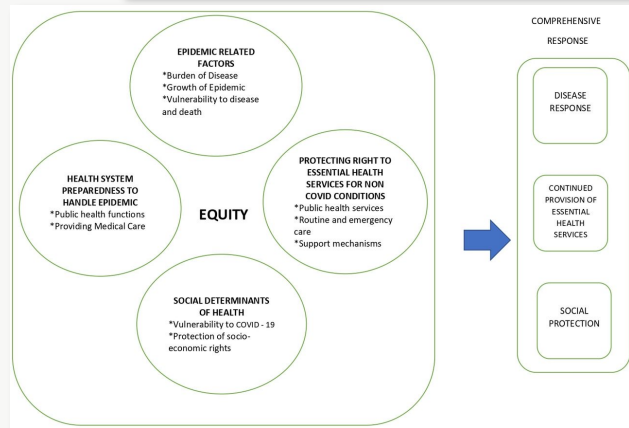 EPIDEMIC RELATED
FACTORS
*Burden of Disease
*Growth of Epidemic
*Vulnerability to disease
and death
HEALTH SYSTEM
PREPAREDNESS TO
HANDLE EPIDEMIC
*Public health functions
*Providing Medical Care
EQUITY
PROTECTING RIGHT TO
ESSENTIAL HEALTH
SERVICES FOR NON
COVID CONDITIONS
*Public health services
*Routine and emergency
care
*Support mechanisms
SOCIAL DETERMINANTS
OF HEALTH
*Vulnerability to COVID - 19
*Protection of socio-
economic rights
COMPREHENSIVE
RESPONSE
DISEASE
RESPONSE
CONTINUED
PROVISION OF
ESSENTIAL
HEALTH
SERVICES
SOCIAL
PROTECTION